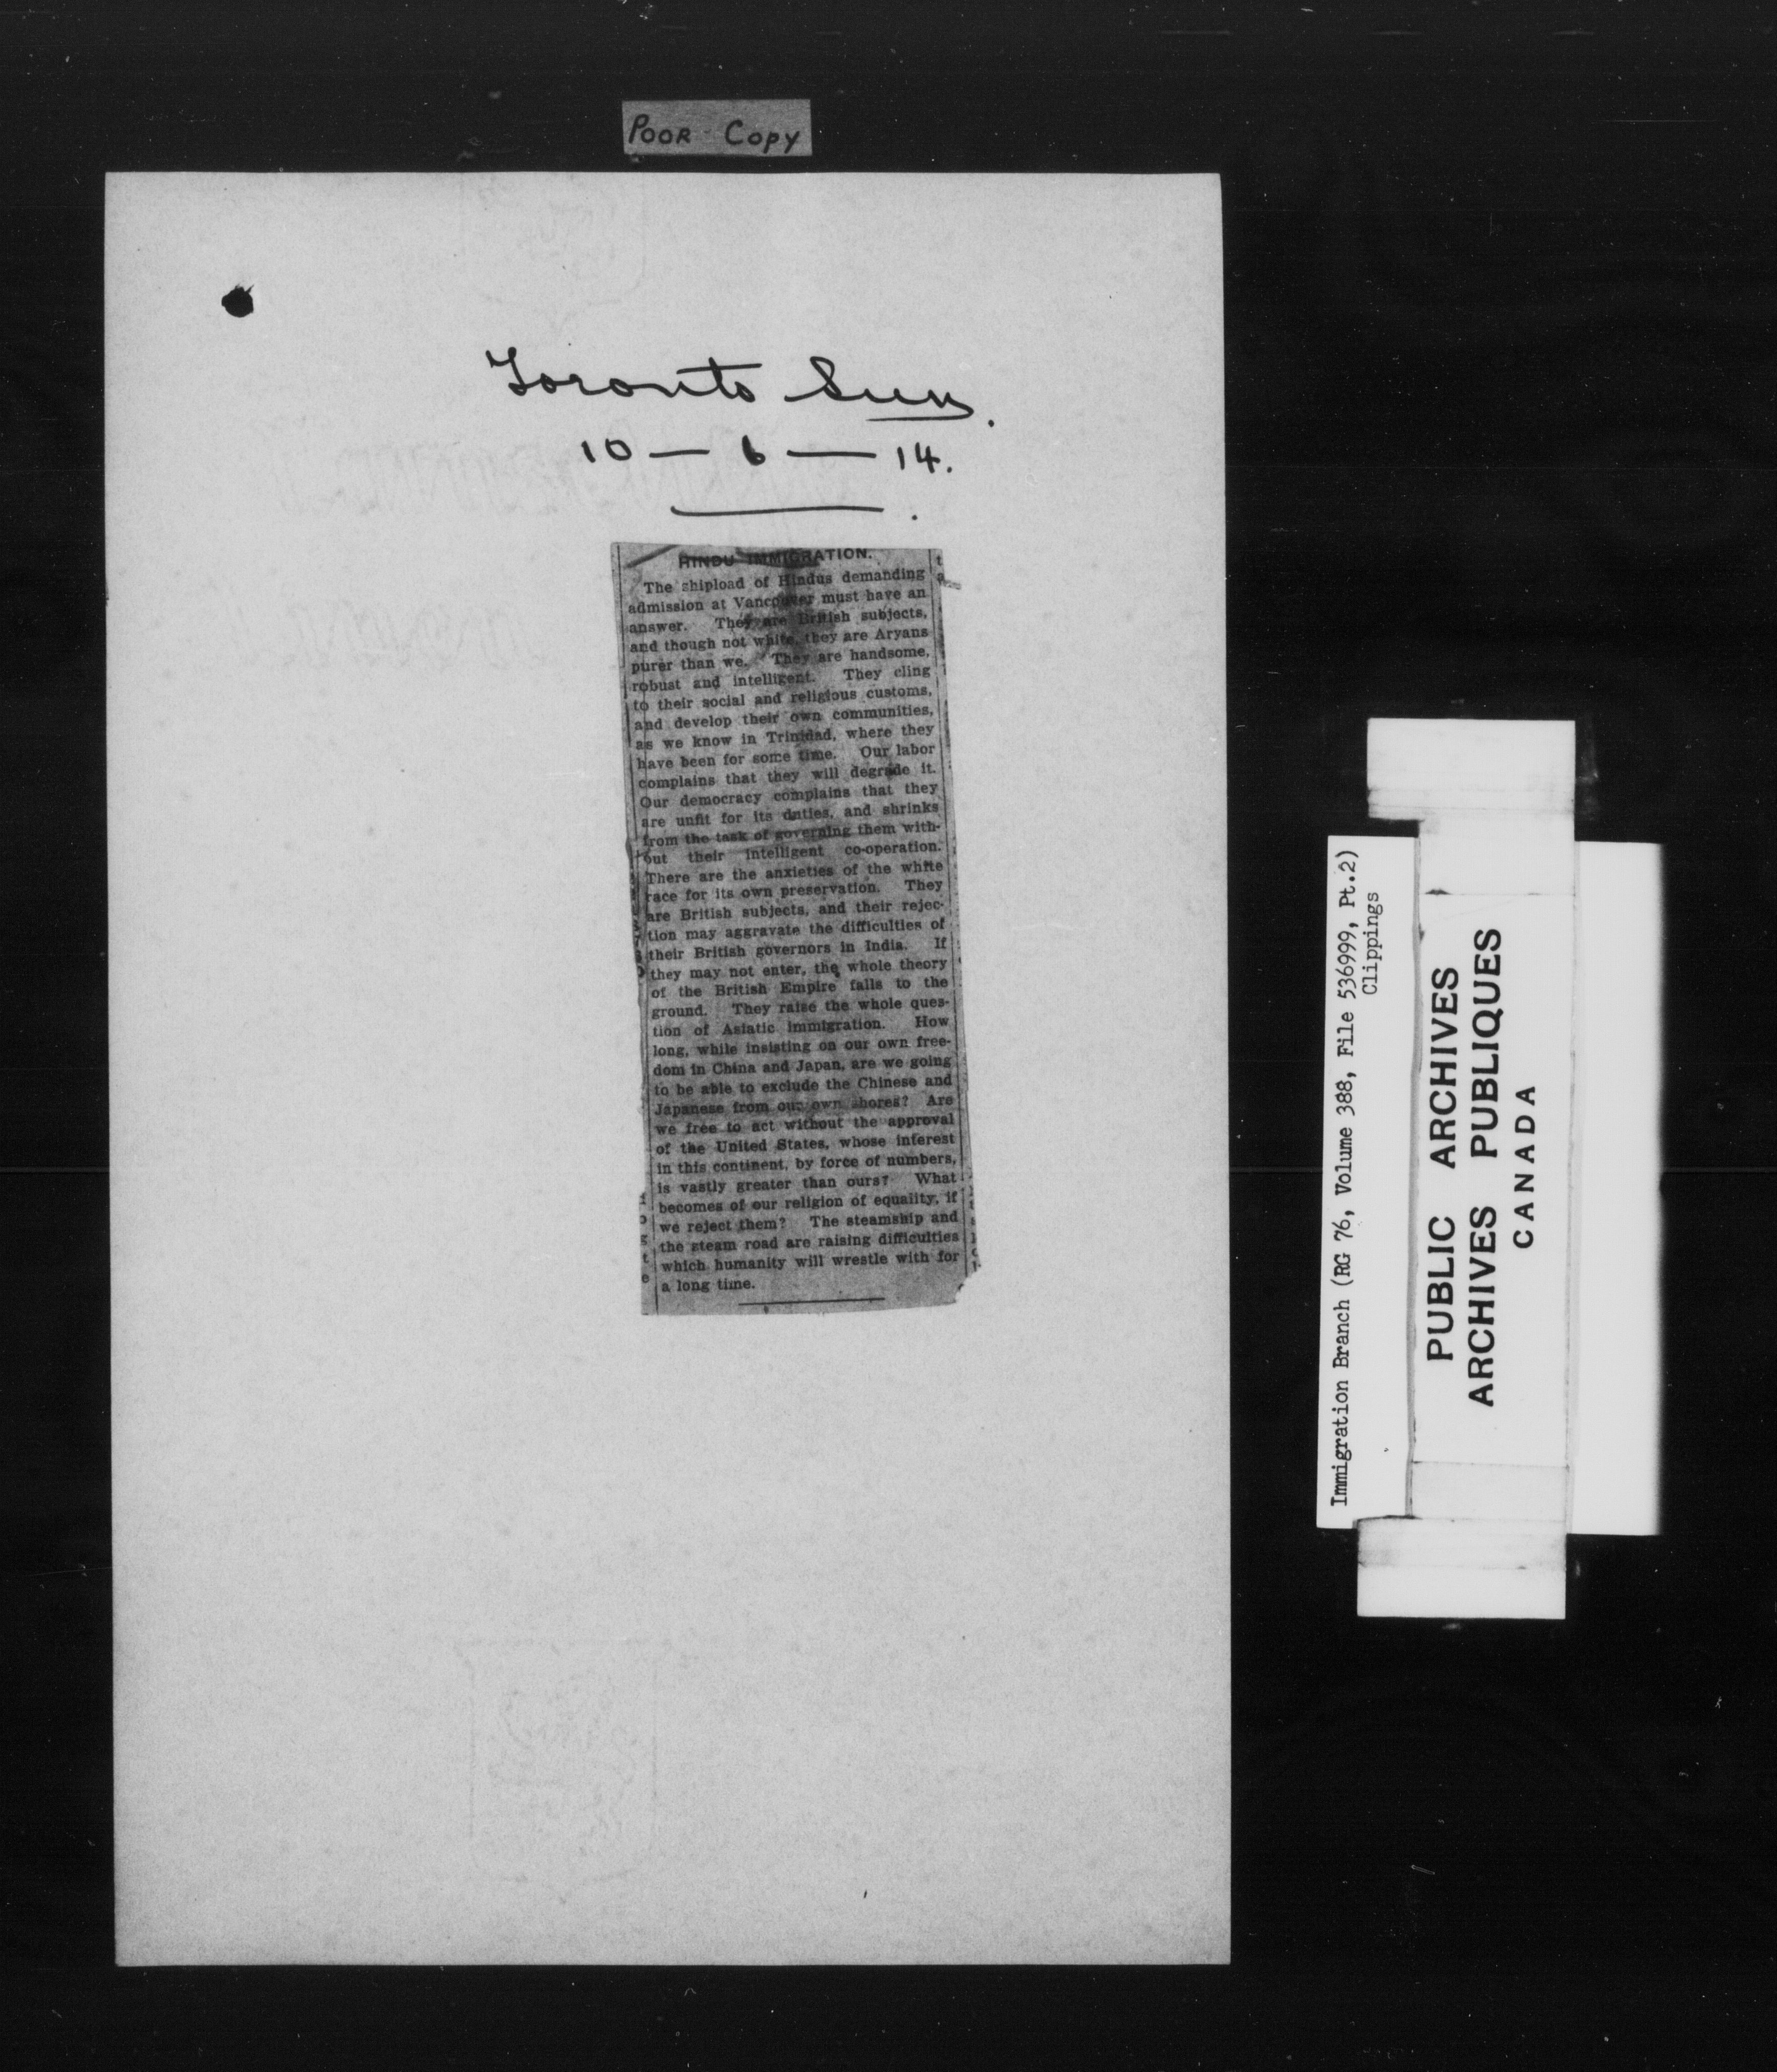 POOR COPY
Toronto Sun.
10 — 6 — 14.
HINDU IMMIGRATION.
The shipload of Hindus demanding
admission at Vancouver must have an
answer. They are British subjects,
and though not white, they are Aryans
purer than we. They are handsome,
robust and intelligent. They cling
to their social and religious customs,
and develop their own communities,
as we know in Trinidad, where they
have been for some time. Our labor
complains that they will degrade it.
Our democracy complains that they
are unfit for its duties, and shrinks
from the task of governing them with-
out their intelligent co-operation.
There are the anxieties of the white
race for its own preservation. They
are British subjects, and their rejec-
tion may aggravate the difficulties of
their British governors in India. If
they may not enter, the whole theory
of the British Empire falls to the
ground. They raise the whole ques-
tion of Asiatic immigration. How
long, while insisting on our own free-
dom in China and Japan, are we going
to be able to exclude the Chinese and
Japanese from our own shores? Are
we free to act without the approval
of the United States, whose interest
in this continent, by force of numbers,
is vastly greater than ours? What
becomes of our religion of equality, if
we reject them? The steamship and
the steam road are raising difficulties
which humanity will wrestle with for
a long time.
Immigration Branch (RG 76, Volume 388, File 536999, Pt.2)
Clippings
PUBLIC ARCHIVES
ARCHIVES PUBLIQUES
CANADA